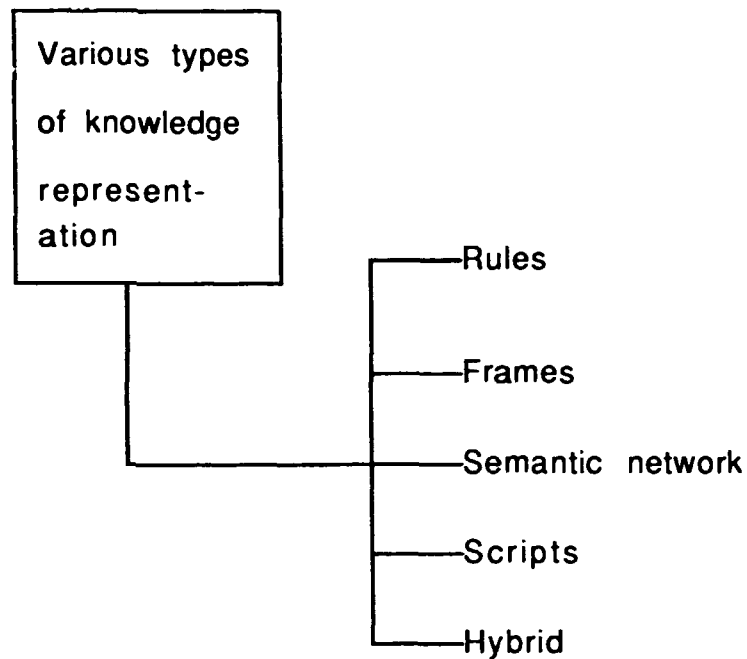 Various types
of knowledge
represent-
ation
Rules
Frames
Semantic network
Scripts
Hybrid